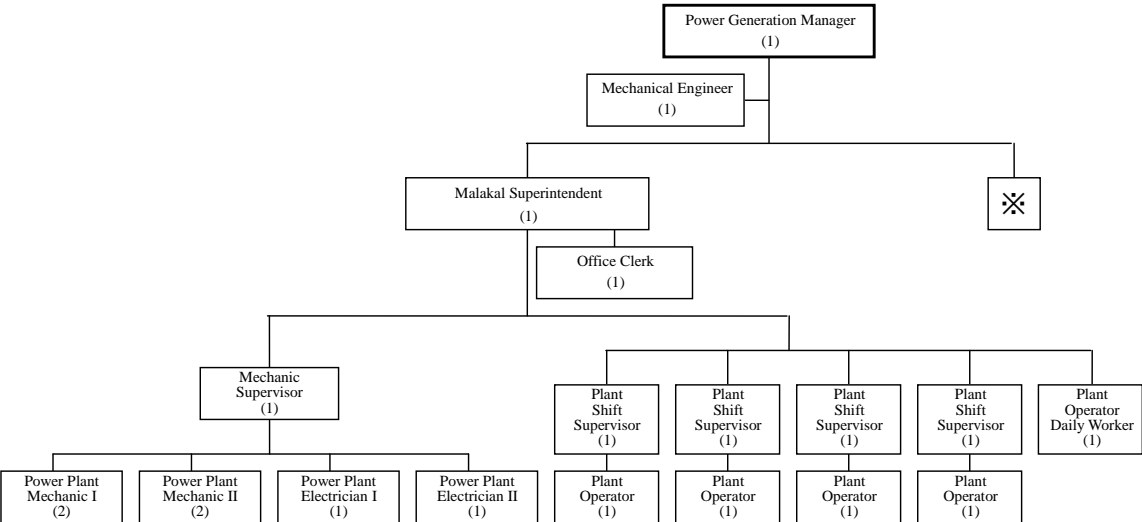 Power Generation Manager
(1)
Mechanical Engineer
(1)
Malakal Superintendent
(1)
※
Office Clerk
(1)
Mechanic
Supervisor
(1)
Plant
Shift
Supervisor
(1)
Plant
Shift
Supervisor
(1)
Plant
Shift
Supervisor
(1)
Plant
Shift
Supervisor
(1)
Plant
Operator
Daily Worker
(1)
Power Plant
Mechanic I
(2)
Power Plant
Mechanic II
(2)
Power Plant
Electrician I
(1)
Power Plant
Electrician II
(1)
Plant
Operator
(1)
Plant
Operator
(1)
Plant
Operator
(1)
Plant
Operator
(1)